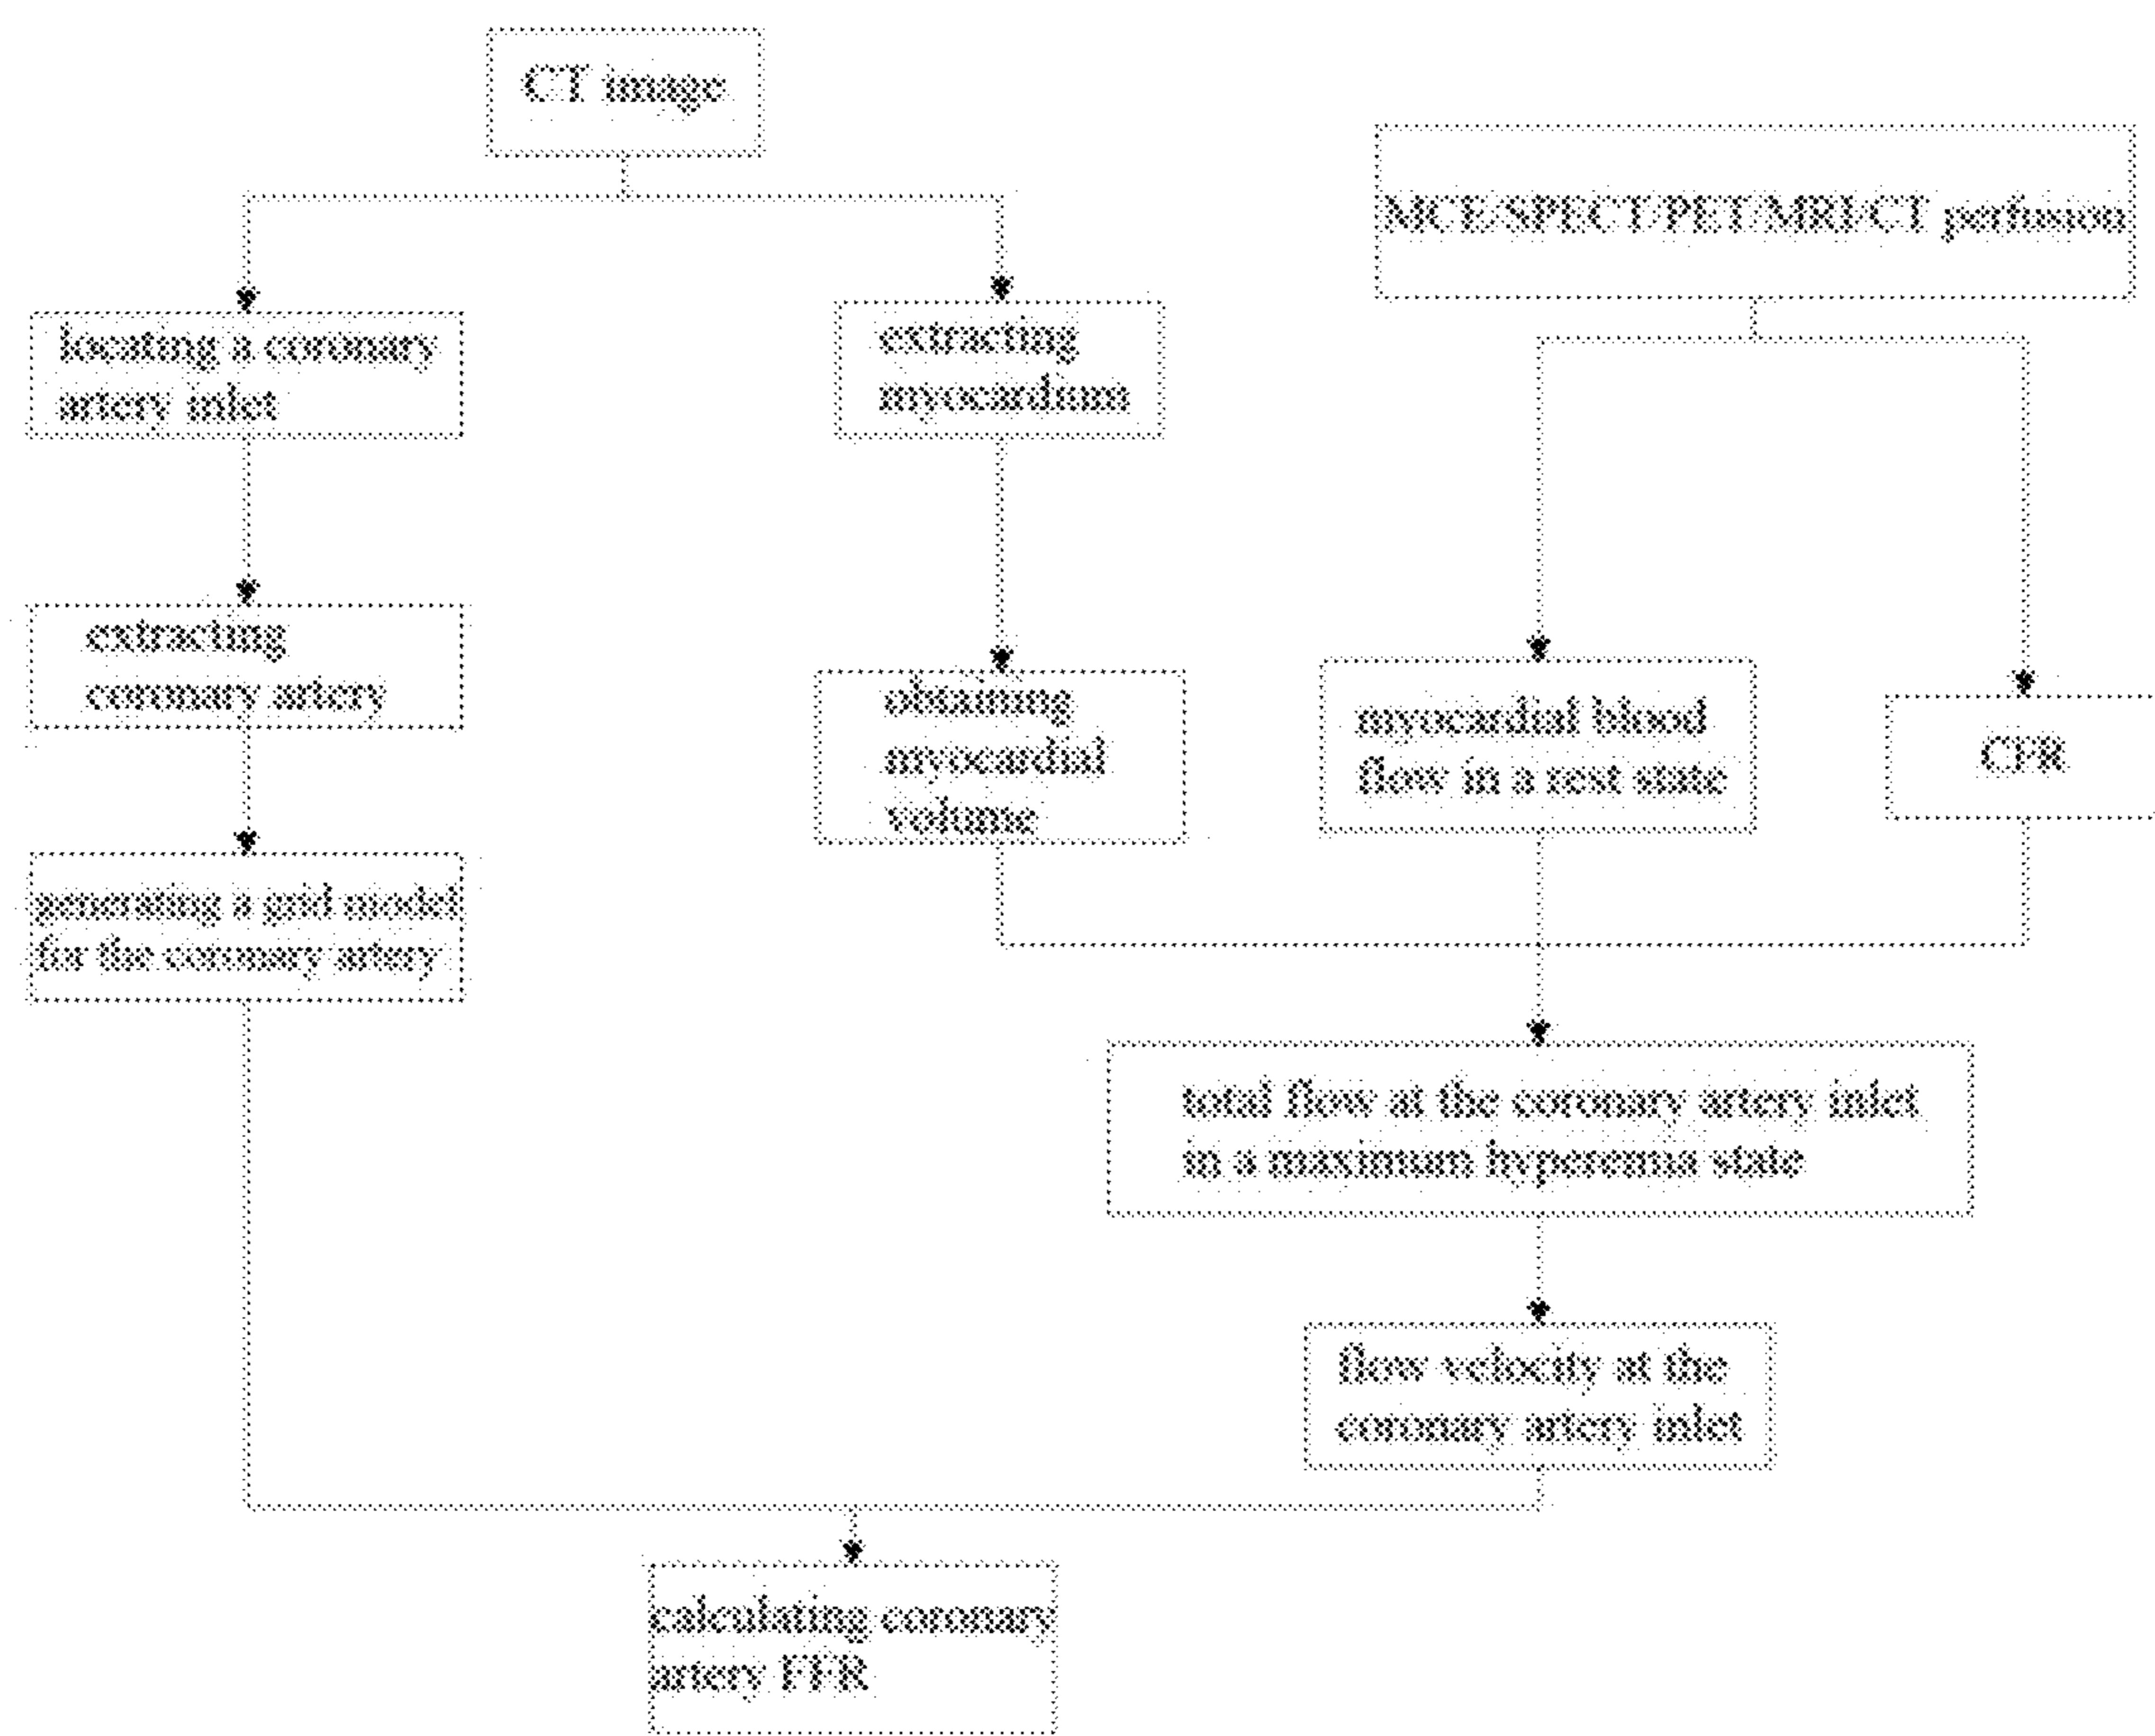 CT image
MCE/SPECT/PET/MRI/CT perfusion
locating a coronary
artery inlet
extracting
myocardium
extracting
coronary artery
obtaining
myocardial
volume
myocardial blood
flow in a rest state
CFR
generating a grid model
for the coronary artery
total flow at the coronary artery inlet
in a maximum hyperemia state
flow velocity at the
coronary artery inlet
calculating coronary
artery FFR